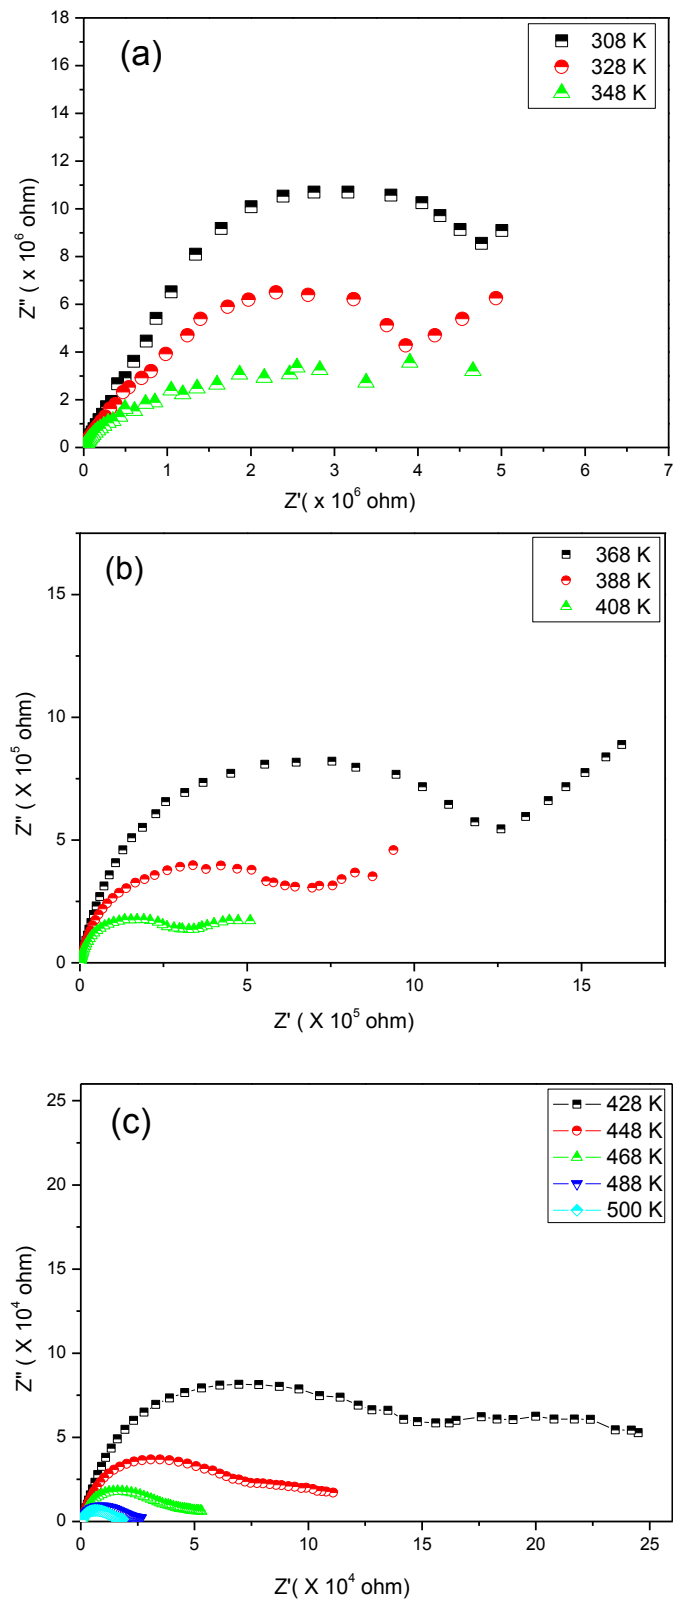 (a)
308 K
328 K
348 K
18
16
14
12
10
8
6
4
2
0
Z'' ( x 10⁶ ohm)
0 1 2 3 4 5 6 7
Z'( x 10⁶ ohm)
(b)
368 K
388 K
408 K
15
10
5
0
Z'' ( X 10⁵ ohm)
0 5 10 15
Z' ( X 10⁵ ohm)
(c)
428 K
448 K
468 K
488 K
500 K
25
20
15
10
5
0
Z'' ( X 10⁴ ohm)
0 5 10 15 20 25
Z'( X 10⁴ ohm)